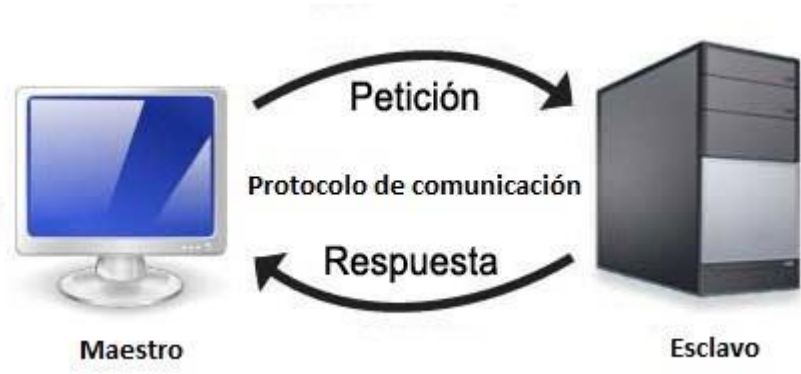 Petición
Protocolo de comunicación
Respuesta
Maestro
Esclavo